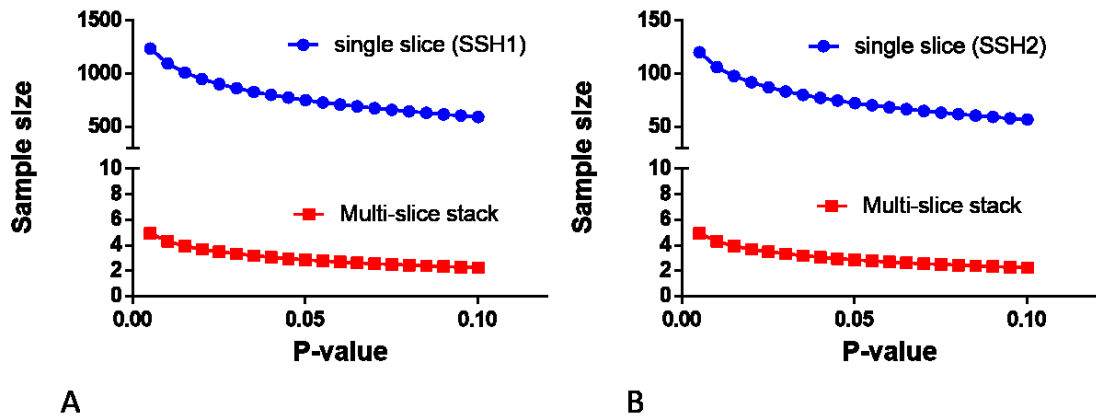 1500
1000
500
10
8
6
4
2
0
0.00
0.05
0.10
Sample size
P-value
single slice (SSH1)
Multi-slice stack
A
150
100
50
10
8
6
4
2
0
0.00
0.05
0.10
Sample size
P-value
single slice (SSH2)
Multi-slice stack
B